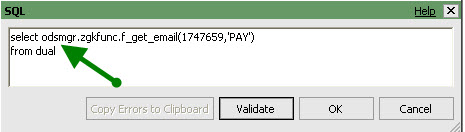 SQL
Help
select odsmgr.zgkfunc.f_get_email(1747659,'PAY')
from dual
Copy Errors to Clipboard
Validate
OK
Cancel